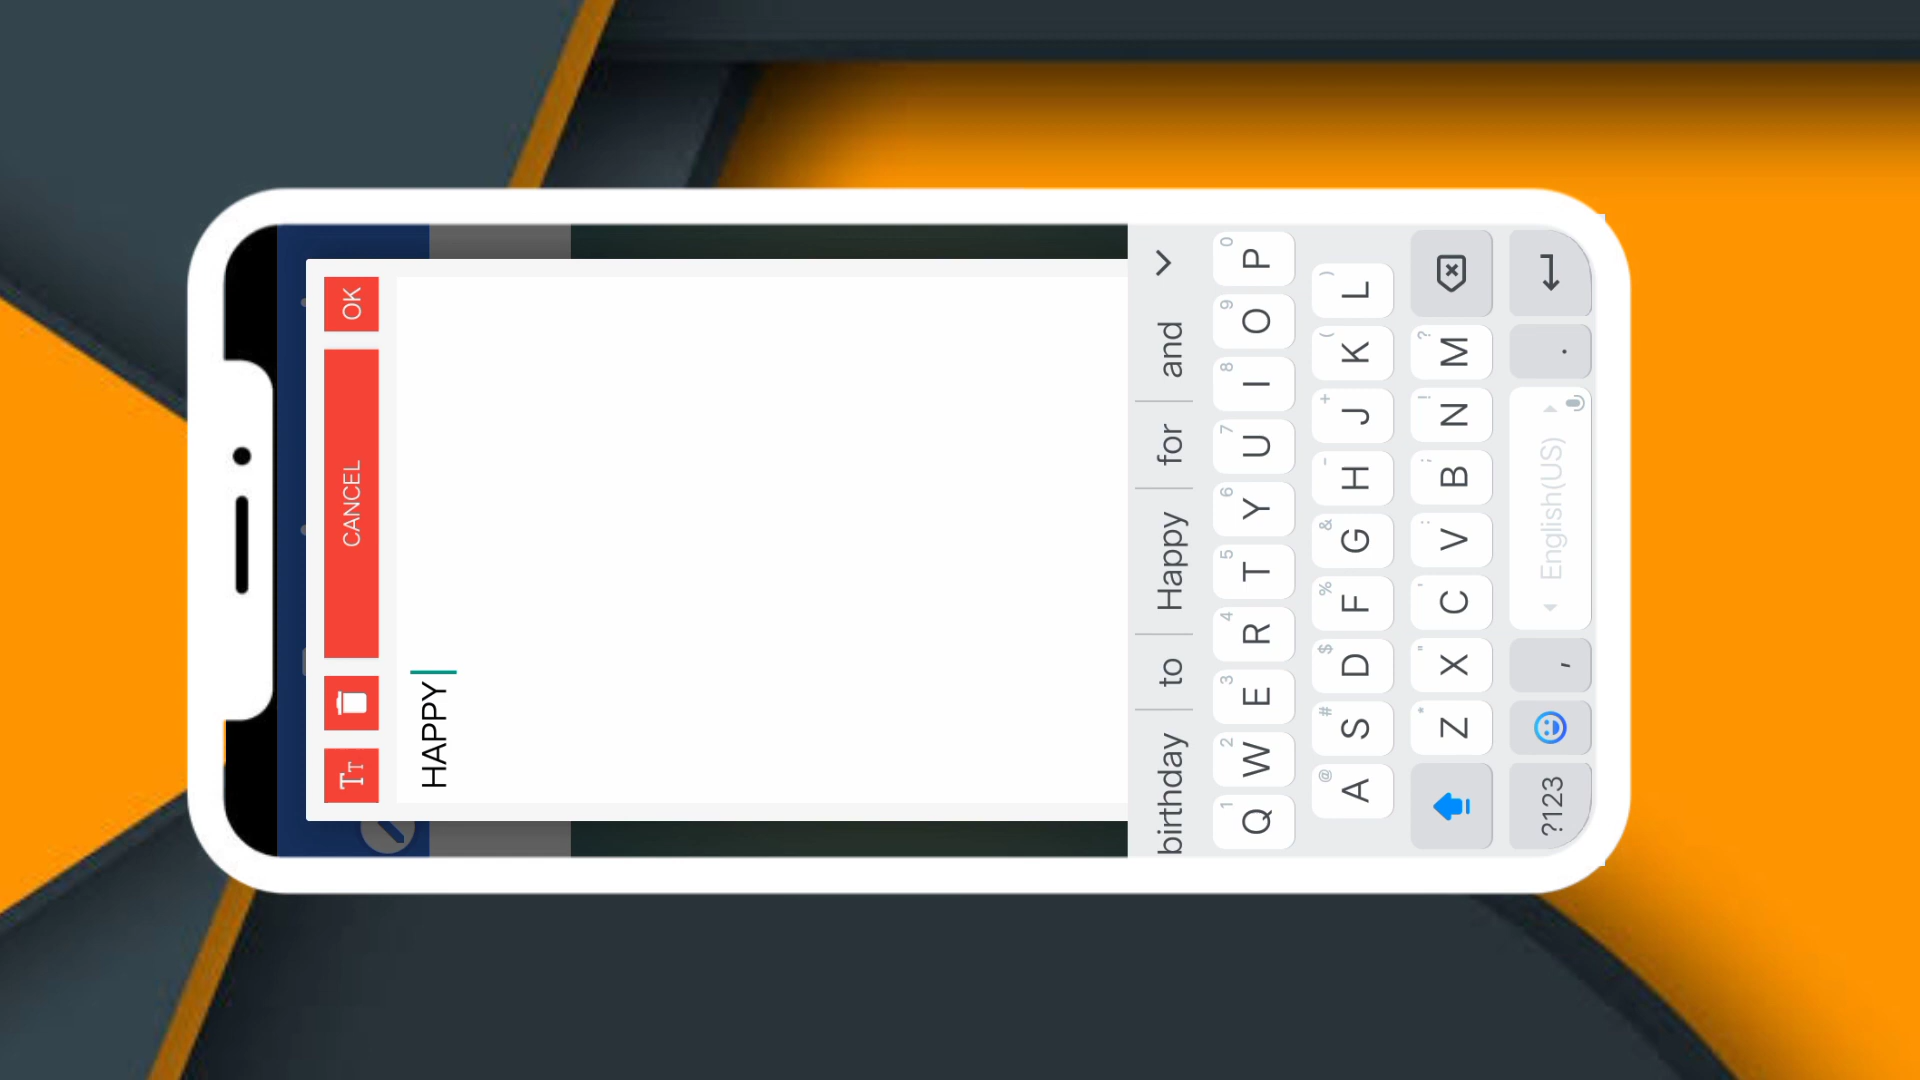 Tт CANCEL OK
HAPPY
birthday to Happy for and
1 2 3 4 5 6 7 8 9 0
Q W E R T Y U I O P
@ # $ % & - + ( )
A S D F G H J K L
* " ' : ; ! ?
Z X C V B N M
?123 , English(US) .